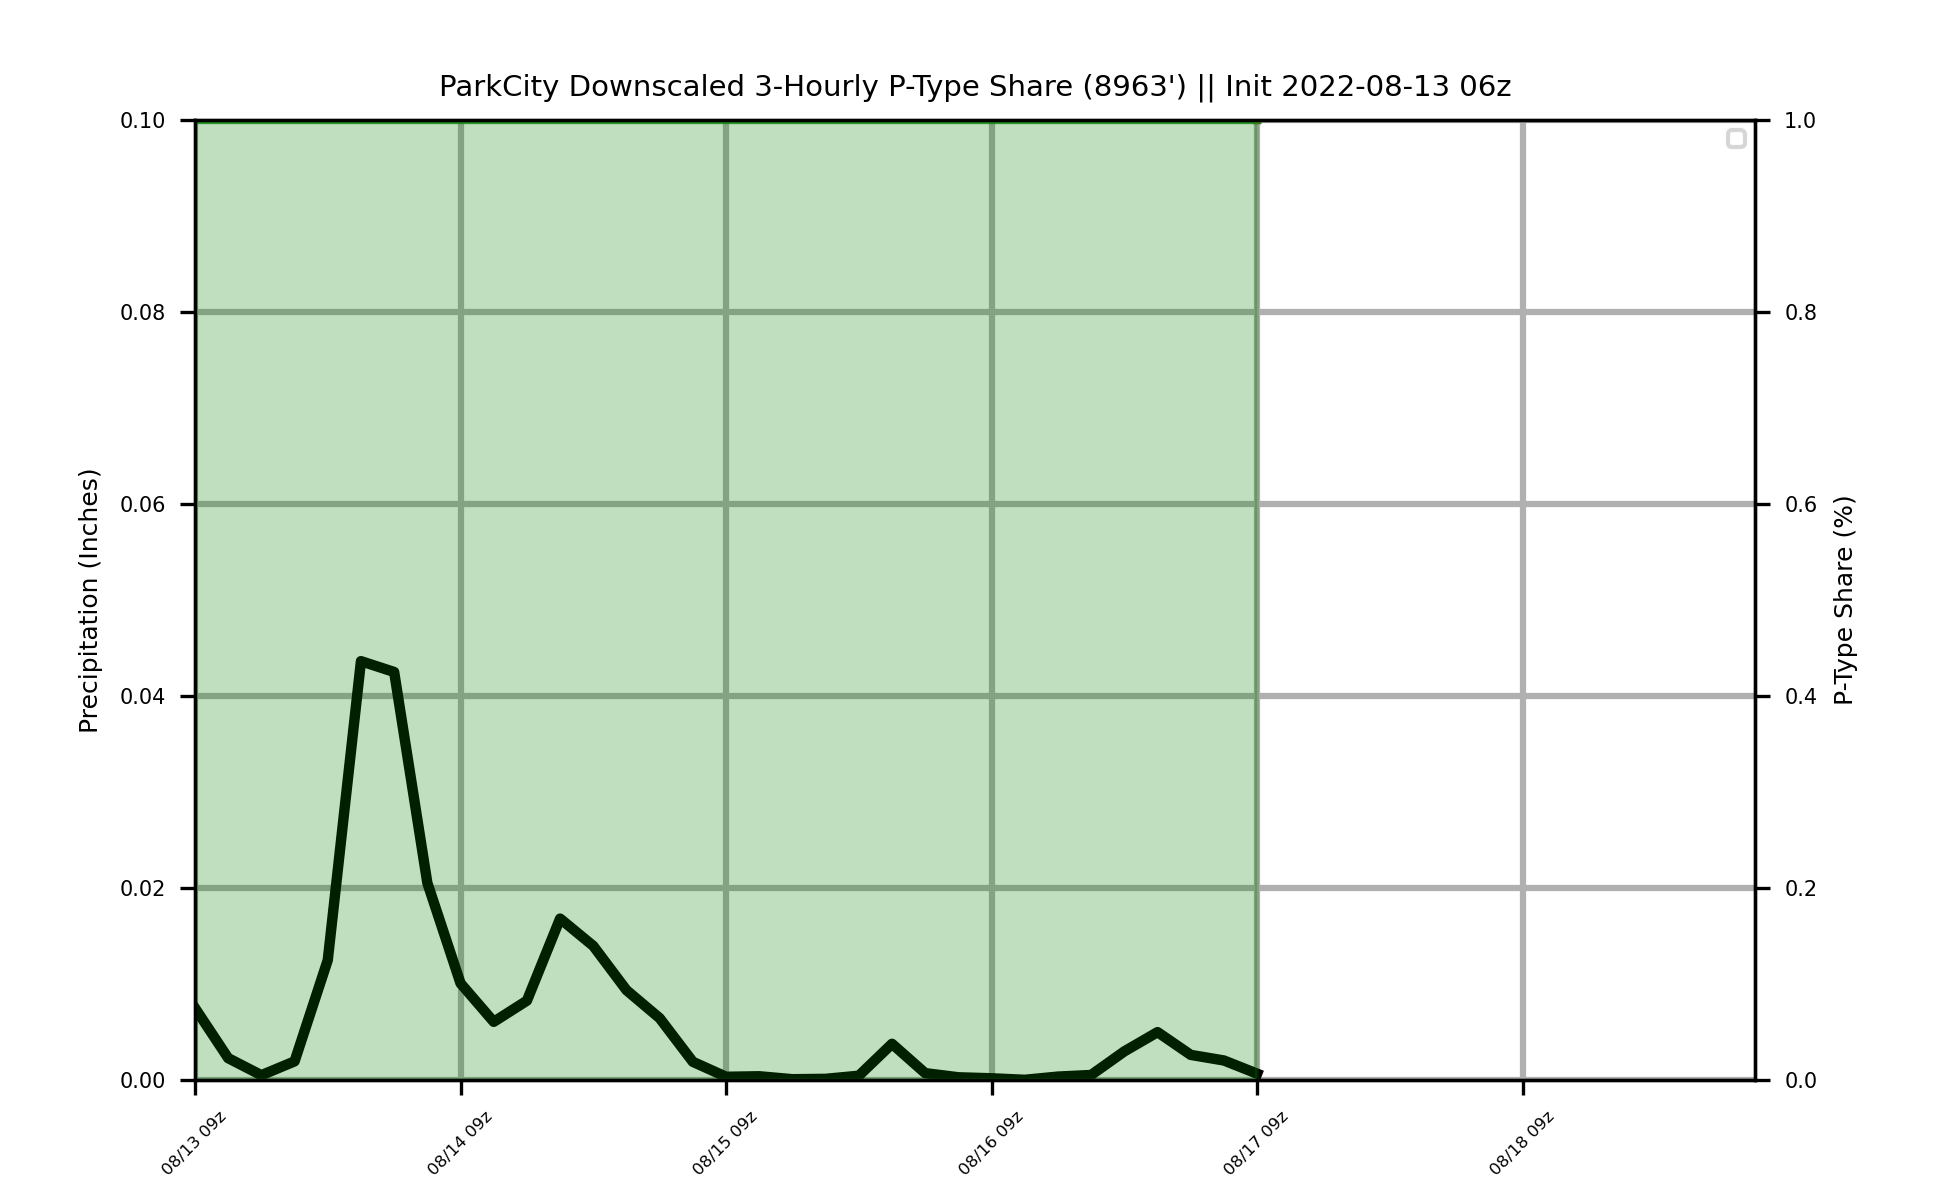 ParkCity Downscaled 3-Hourly P-Type Share (8963') || Init 2022-08-13 06z
Precipitation (Inches)
0.10
0.08
0.06
0.04
0.02
0.00
1.0
0.8
0.6
0.4
0.2
0.0
P-Type Share (%)
08/13 09z
08/14 09z
08/15 09z
08/16 09z
08/17 09z
08/18 09z